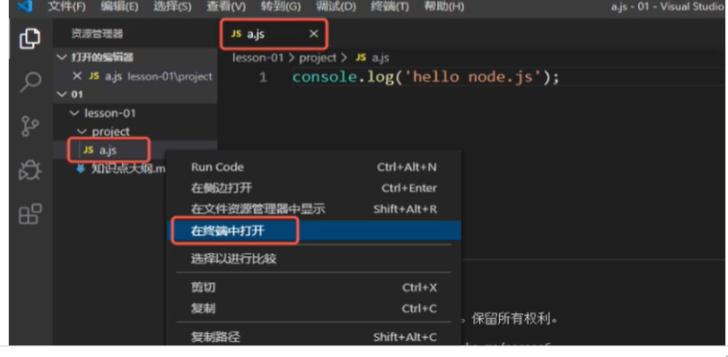 文件(F) 编辑(E) 选择(S) 查看(V) 转到(G) 调试(D) 终端(T) 帮助(H) a.js - 01 - Visual Studio
资源管理器
JS a.js ×
打开的编辑器
lesson-01 > project > JS a.js
× JS a.js lesson-01\project
1 console.log('hello node.js');
01
lesson-01
project
JS a.js
知识点大纲.m
Run Code Ctrl+Alt+N
在侧边打开 Ctrl+Enter
在文件资源管理器中显示 Shift+Alt+R
在终端中打开
选择以进行比较
剪切 Ctrl+X
复制 Ctrl+C
。保留所有权利。
复制路径 Shift+Alt+C